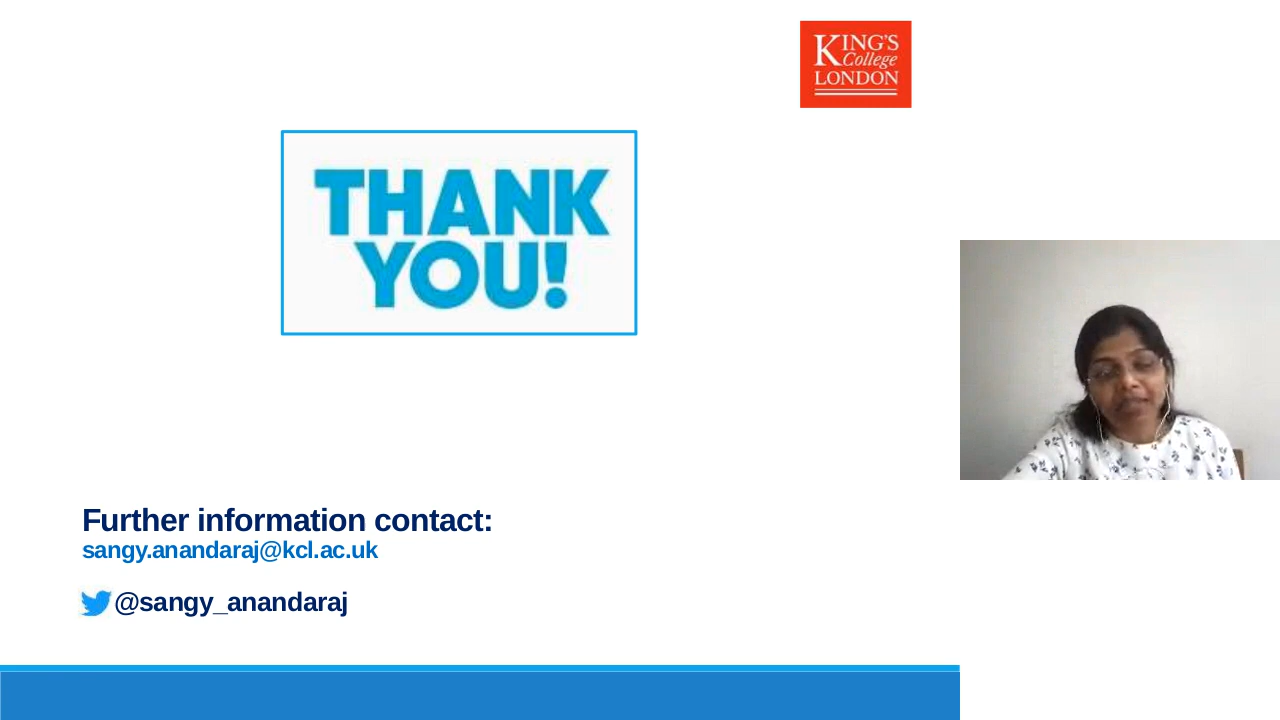 KING'S
College
LONDON
THANK
YOU!
Further information contact:
sangy.anandaraj@kcl.ac.uk
@sangy_anandaraj